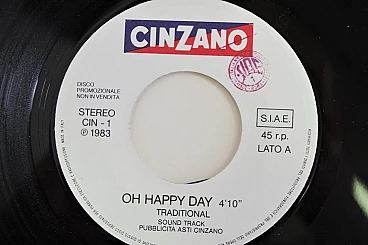 CINZANO
DISCO
PROMOZIONALE
NON IN VENDITA
STEREO
CIN - 1
℗ 1983
S.I.A.E.
45 r.p.
LATO A
OH HAPPY DAY 4'10"
TRADITIONAL
SOUND TRACK
PUBBLICITA ASTI CINZANO